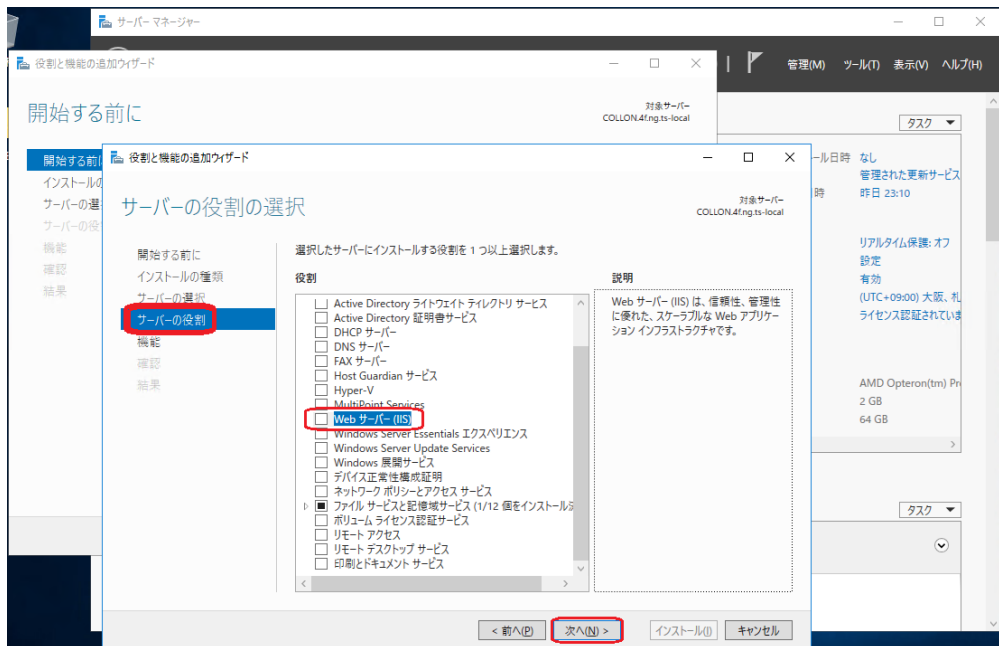 サーバー マネージャー
管理(M) ツール(T) 表示(V) ヘルプ(H)
役割と機能の追加ウィザード
開始する前に
対象サーバー
COLLON.4f.ng.ts-local
開始する前に
インストールの
サーバーの選
サーバーの役
機能
確認
結果
役割と機能の追加ウィザード
サーバーの役割の選択
対象サーバー
COLLON.4f.ng.ts-local
開始する前に
インストールの種類
サーバーの選択
サーバーの役割
機能
確認
結果
選択したサーバーにインストールする役割を 1 つ以上選択します。
役割
Active Directory ライトウェイト ディレクトリ サービス
Active Directory 証明書サービス
DHCP サーバー
DNS サーバー
FAX サーバー
Host Guardian サービス
Hyper-V
MultiPoint Services
Web サーバー (IIS)
Windows Server Essentials エクスペリエンス
Windows Server Update Services
Windows 展開サービス
デバイス正常性構成証明
ネットワーク ポリシーとアクセス サービス
ファイル サービスと記憶域サービス (1/12 個をインストール済
ボリューム ライセンス認証サービス
リモート アクセス
リモート デスクトップ サービス
印刷とドキュメント サービス
説明
Web サーバー (IIS) は、信頼性、管理性
に優れた、スケーラブルな Web アプリケー
ション インフラストラクチャです。
< 前へ(P)
次へ(N) >
インストール(I)
キャンセル
タスク
ール日時 なし
管理された更新サービス
時 昨日 23:10
リアルタイム保護: オフ
設定
有効
(UTC+09:00) 大阪、札
ライセンス認証されていま
AMD Opteron(tm) Pr
2 GB
64 GB
タスク